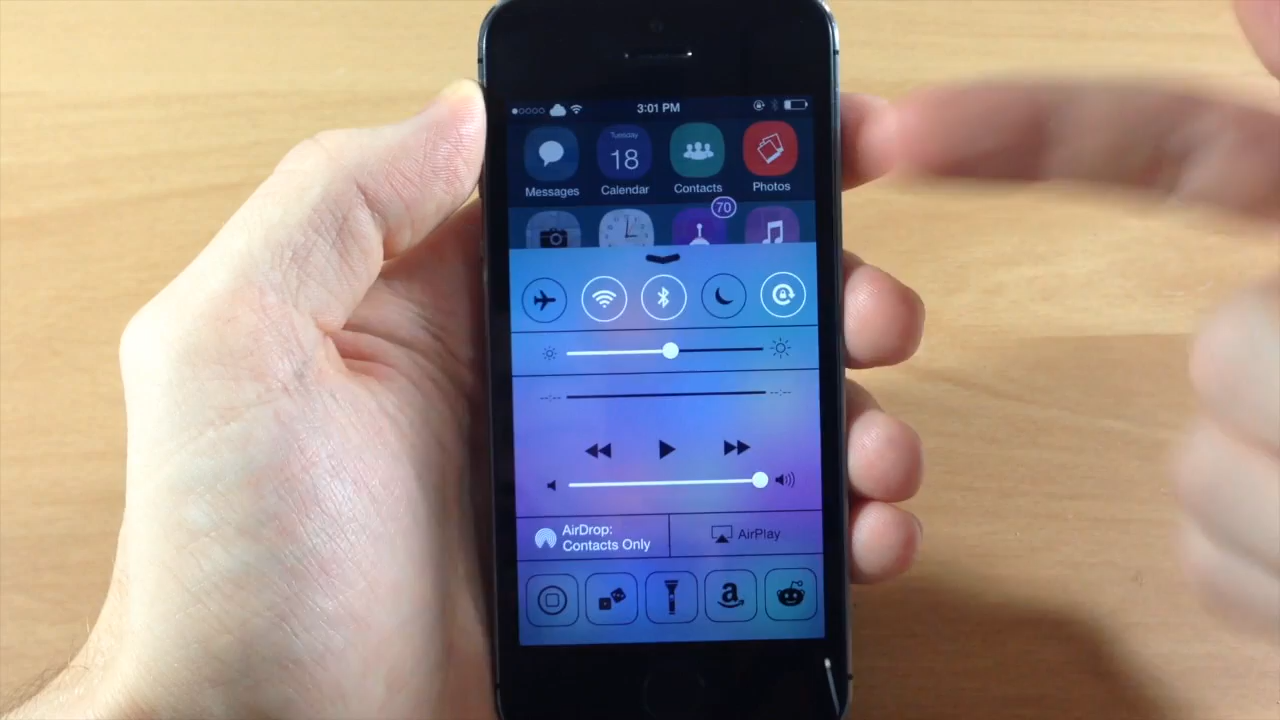 3:01 PM
Tuesday
18
Messages
Calendar
Contacts
Photos
70
AirDrop:
Contacts Only
AirPlay
a